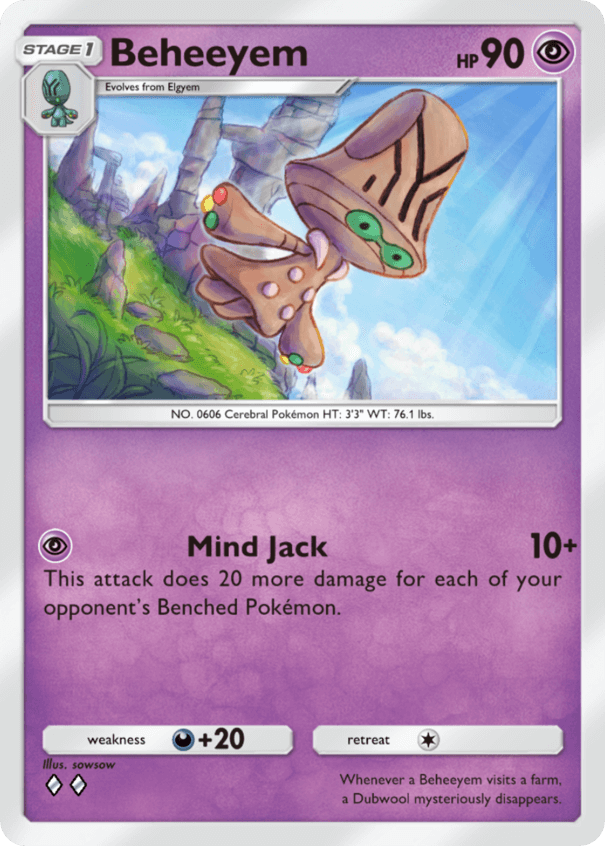 STAGE 1 Beheeyem HP 90
Evolves from Elgyem
NO. 0606 Cerebral Pokémon HT: 3'3" WT: 76.1 lbs.
Mind Jack 10+
This attack does 20 more damage for each of your
opponent's Benched Pokémon.
weakness +20 retreat
Illus. sowsow
Whenever a Beheeyem visits a farm,
a Dubwool mysteriously disappears.